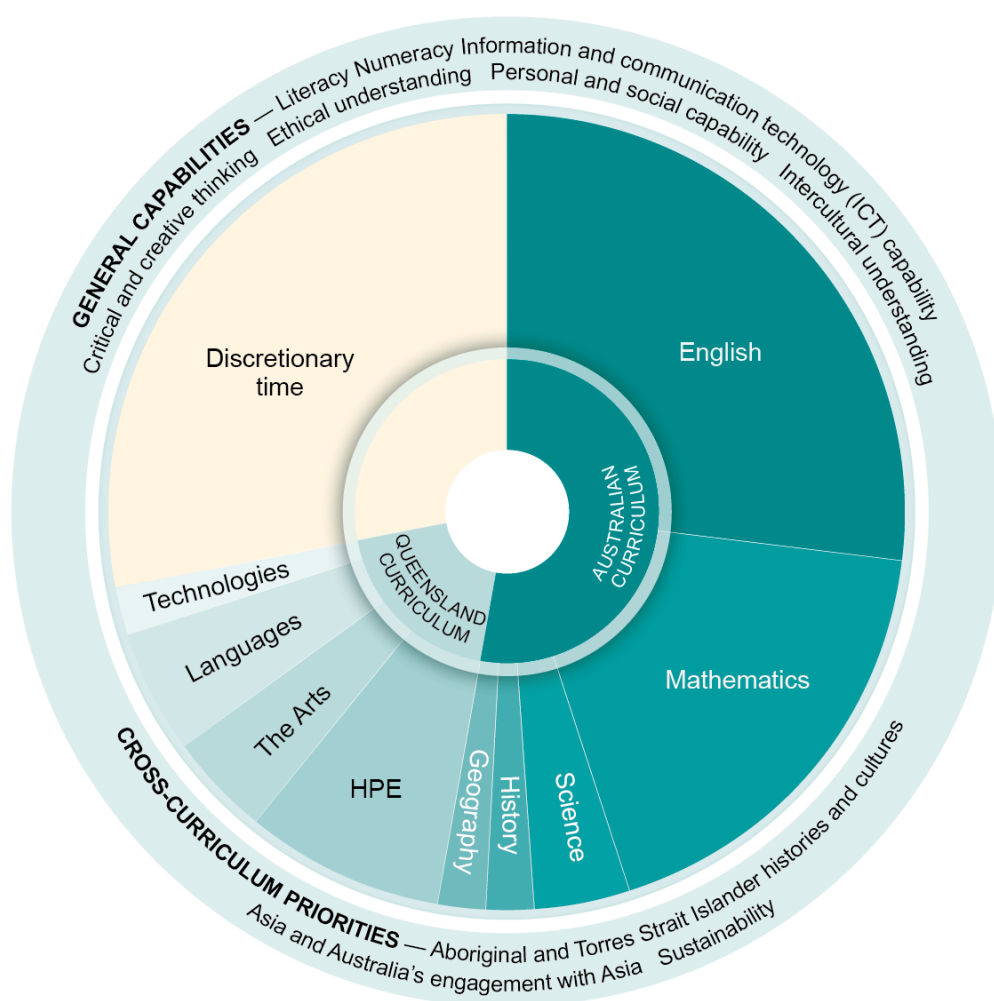 GENERAL CAPABILITIES — Literacy Numeracy Information and communication technology (ICT) capability
Critical and creative thinking Ethical understanding Personal and social capability Intercultural understanding
Discretionary
time
English
AUSTRALIAN
CURRICULUM
QUEENSLAND
CURRICULUM
Technologies
Languages
The Arts
HPE
Geography
History
Science
Mathematics
CROSS-CURRICULUM PRIORITIES — Aboriginal and Torres Strait Islander histories and cultures
Asia and Australia’s engagement with Asia Sustainability